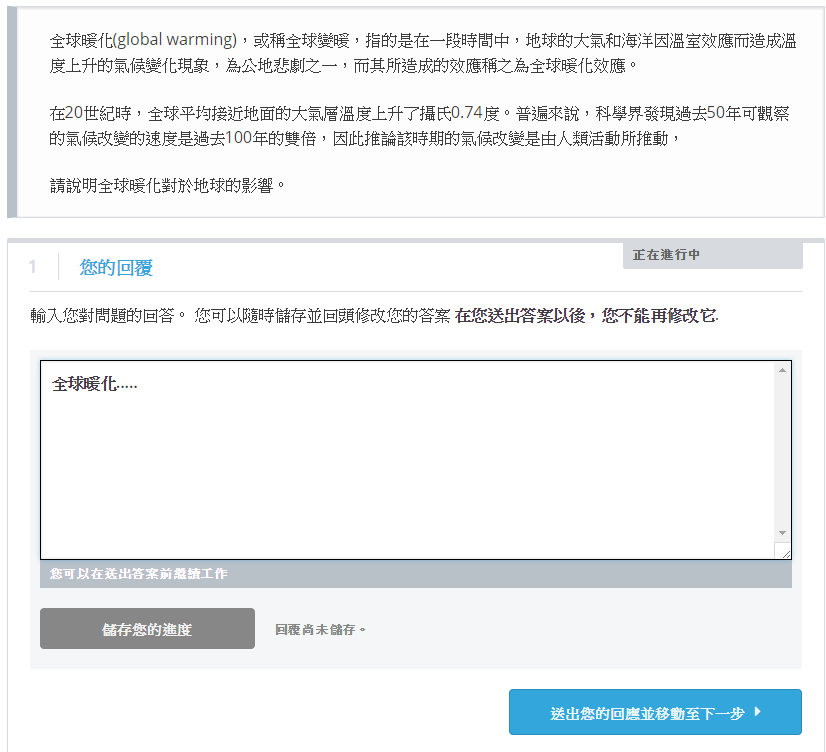 全球暖化(global warming)，或稱全球變暖，指的是在一段時間中，地球的大氣和海洋因溫室效應而造成溫
度上升的氣候變化現象，為公地悲劇之一，而其所造成的效應稱之為全球暖化效應。
在20世紀時，全球平均接近地面的大氣層溫度上升了攝氏0.74度。普遍來說，科學界發現過去50年可觀察
的氣候改變的速度是過去100年的雙倍，因此推論該時期的氣候改變是由人類活動所推動，
請說明全球暖化對於地球的影響。
正在進行中
1 您的回覆
輸入您對問題的回答。 您可以隨時儲存並回頭修改您的答案 在您送出答案以後，您不能再修改它.
全球暖化.....
您可以在送出答案前繼續工作
儲存您的進度 回覆尚未儲存。
送出您的回應並移動至下一步